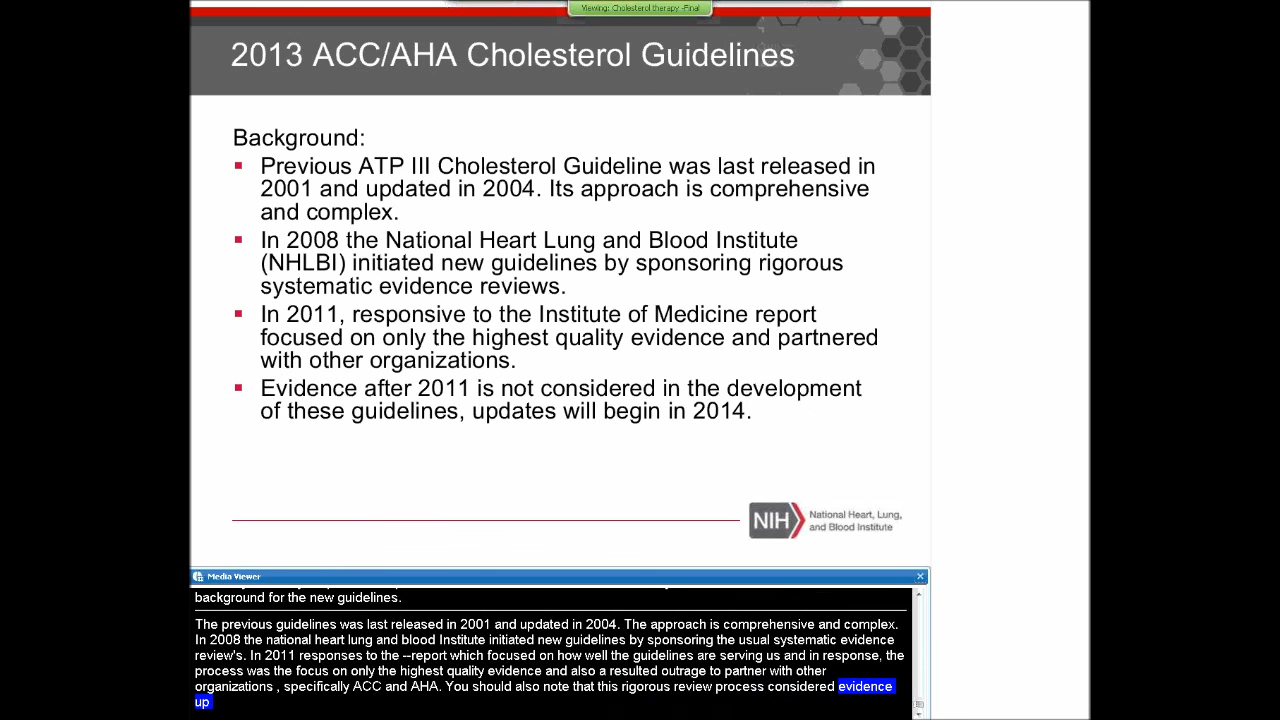 Viewing: Cholesterol therapy -Final
2013 ACC/AHA Cholesterol Guidelines
Background:
Previous ATP III Cholesterol Guideline was last released in
2001 and updated in 2004. Its approach is comprehensive
and complex.
In 2008 the National Heart Lung and Blood Institute
(NHLBI) initiated new guidelines by sponsoring rigorous
systematic evidence reviews.
In 2011, responsive to the Institute of Medicine report
focused on only the highest quality evidence and partnered
with other organizations.
Evidence after 2011 is not considered in the development
of these guidelines, updates will begin in 2014.
NIH National Heart, Lung,
and Blood Institute
Media Viewer
background for the new guidelines.
The previous guidelines was last released in 2001 and updated in 2004. The approach is comprehensive and complex.
In 2008 the national heart lung and blood Institute initiated new guidelines by sponsoring the usual systematic evidence
review's. In 2011 responses to the --report which focused on how well the guidelines are serving us and in response, the
process was the focus on only the highest quality evidence and also a resulted outrage to partner with other
organizations , specifically ACC and AHA. You should also note that this rigorous review process considered evidence
up